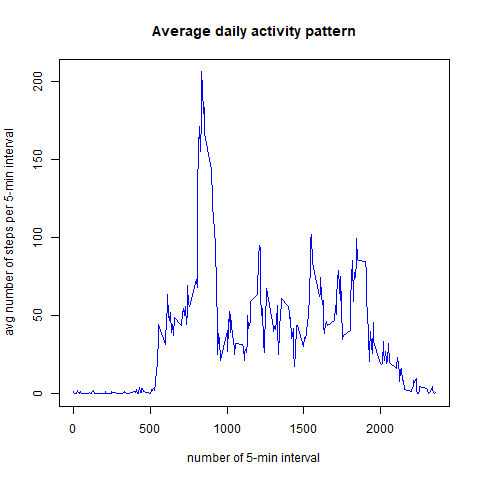 Average daily activity pattern
avg number of steps per 5-min interval
200
150
100
50
0
0 500 1000 1500 2000
number of 5-min interval